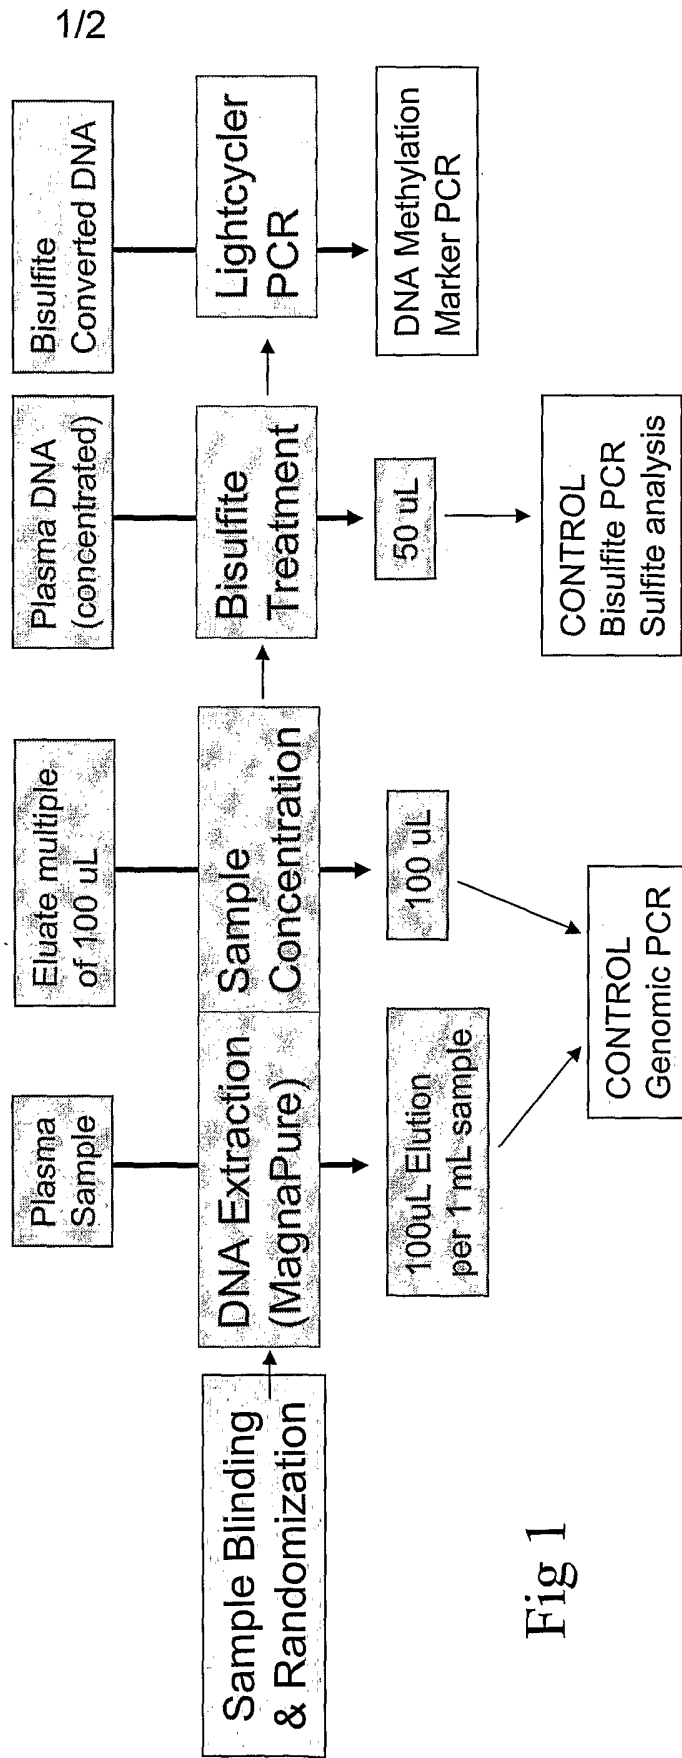 1/2
Plasma
Sample
Eluate multiple
of 100 uL
Plasma DNA
(concentrated)
Bisulfite
Converted DNA
Sample Blinding
& Randomization
DNA Extraction
(MagnaPure)
Sample
Concentration
Bisulfite
Treatment
Lightcycler
PCR
100uL Elution
per 1 mL sample
100 uL
50 uL
DNA Methylation
Marker PCR
CONTROL
Genomic PCR
CONTROL
Bisulfite PCR
Sulfite analysis
Fig 1